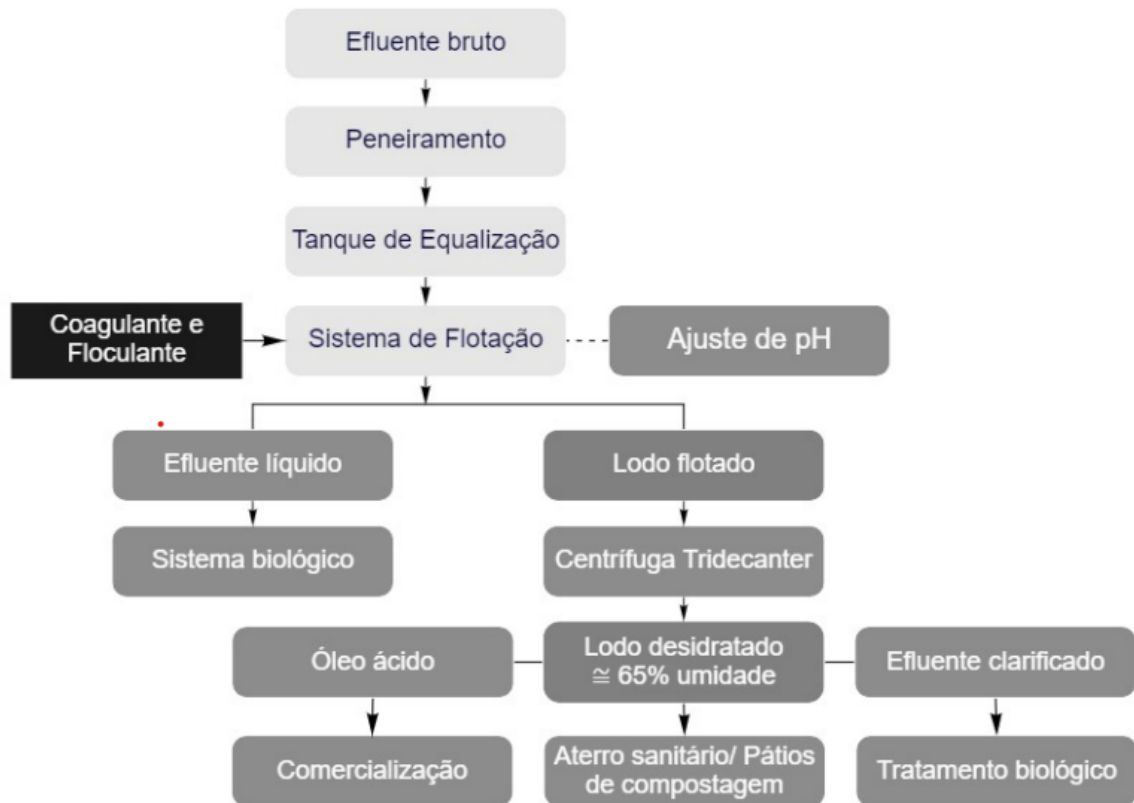 Efluente bruto
Peneiramento
Tanque de Equalização
Coagulante e
Floculante
Sistema de Flotação
Ajuste de pH
Efluente líquido
Lodo flotado
Sistema biológico
Centrífuga Tridecanter
Óleo ácido
Lodo desidratado
≅ 65% umidade
Efluente clarificado
Comercialização
Aterro sanitário/ Pátios
de compostagem
Tratamento biológico